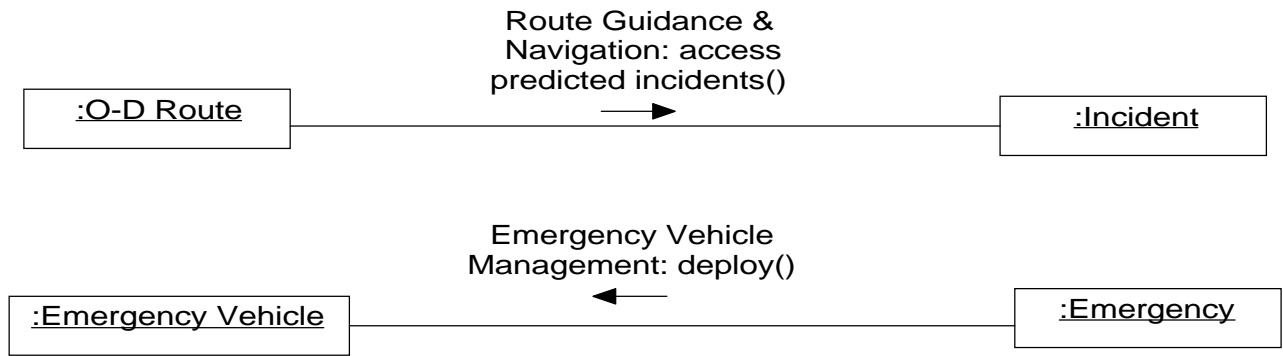 Route Guidance &
Navigation: access
predicted incidents()
:O-D Route
:Incident
Emergency Vehicle
Management: deploy()
:Emergency Vehicle
:Emergency